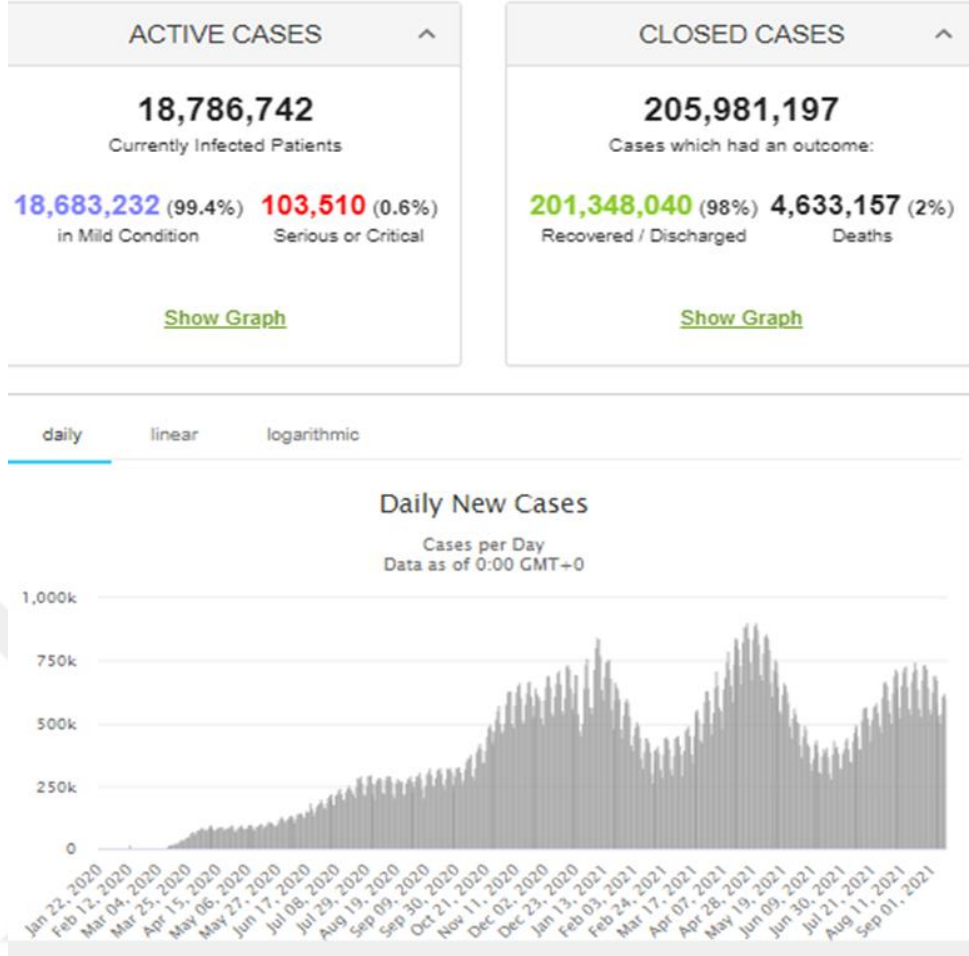 ACTIVE CASES
18,786,742
Currently Infected Patients
18,683,232 (99.4%) 103,510 (0.6%)
in Mild Condition Serious or Critical
Show Graph
CLOSED CASES
205,981,197
Cases which had an outcome:
201,348,040 (98%) 4,633,157 (2%)
Recovered / Discharged Deaths
Show Graph
daily linear logarithmic
Daily New Cases
Cases per Day
Data as of 0:00 GMT+0
1,000k
750k
500k
250k
0
Jan 22, 2020
Feb 12, 2020
Mar 04, 2020
Mar 25, 2020
Apr 15, 2020
May 06, 2020
May 27, 2020
Jun 17, 2020
Jul 08, 2020
Jul 29, 2020
Aug 19, 2020
Sep 09, 2020
Sep 30, 2020
Oct 21, 2020
Nov 11, 2020
Dec 02, 2020
Dec 23, 2020
Jan 13, 2021
Feb 03, 2021
Feb 24, 2021
Mar 17, 2021
Apr 07, 2021
Apr 28, 2021
May 19, 2021
Jun 09, 2021
Jun 30, 2021
Jul 21, 2021
Aug 11, 2021
Sep 01, 2021